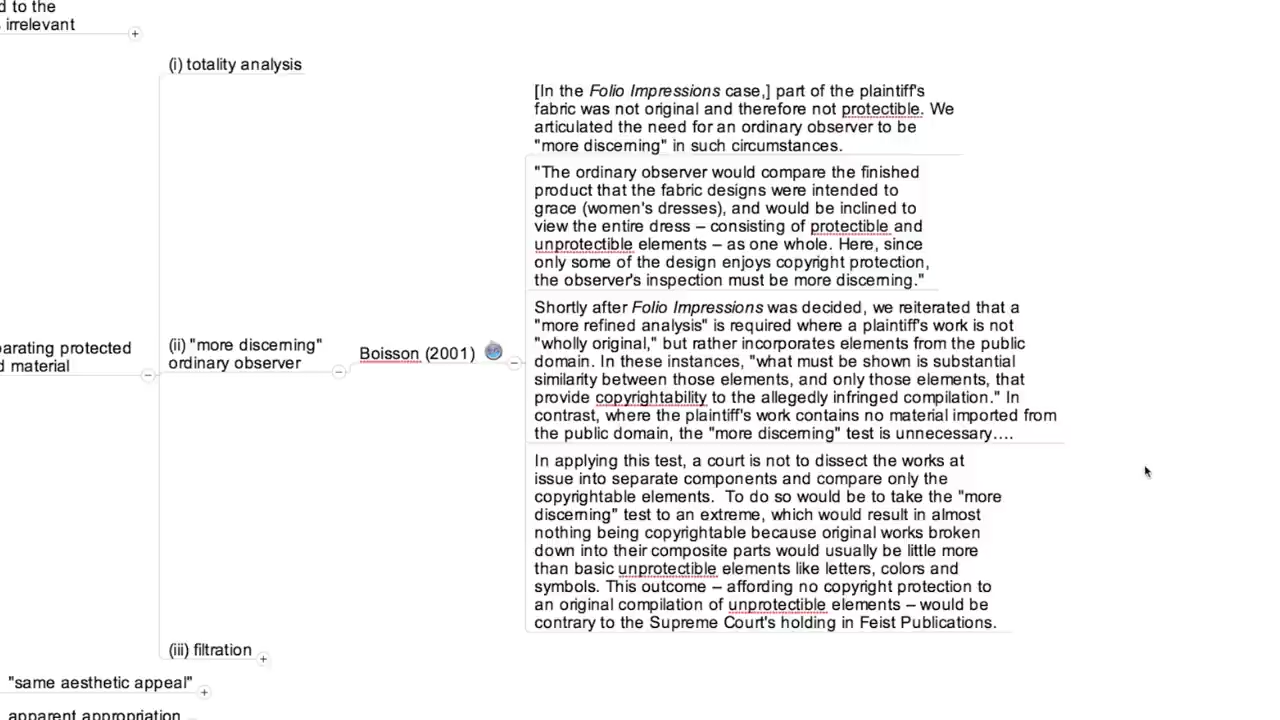 d to the
irrelevant
(i) totality analysis
[In the Folio Impressions case,] part of the plaintiff's
fabric was not original and therefore not protectible. We
articulated the need for an ordinary observer to be
"more discerning" in such circumstances.
"The ordinary observer would compare the finished
product that the fabric designs were intended to
grace (women's dresses), and would be inclined to
view the entire dress – consisting of protectible and
unprotectible elements – as one whole. Here, since
only some of the design enjoys copyright protection,
the observer's inspection must be more discerning."
Shortly after Folio Impressions was decided, we reiterated that a
"more refined analysis" is required where a plaintiff's work is not
"wholly original," but rather incorporates elements from the public
domain. In these instances, "what must be shown is substantial
similarity between those elements, and only those elements, that
provide copyrightability to the allegedly infringed compilation." In
contrast, where the plaintiff's work contains no material imported from
the public domain, the "more discerning" test is unnecessary....
parating protected
d material
(ii) "more discerning"
ordinary observer
Boisson (2001)
In applying this test, a court is not to dissect the works at
issue into separate components and compare only the
copyrightable elements.  To do so would be to take the "more
discerning" test to an extreme, which would result in almost
nothing being copyrightable because original works broken
down into their composite parts would usually be little more
than basic unprotectible elements like letters, colors and
symbols. This outcome – affording no copyright protection to
an original compilation of unprotectible elements – would be
contrary to the Supreme Court's holding in Feist Publications.
(iii) filtration
"same aesthetic appeal"
apparent appropriation